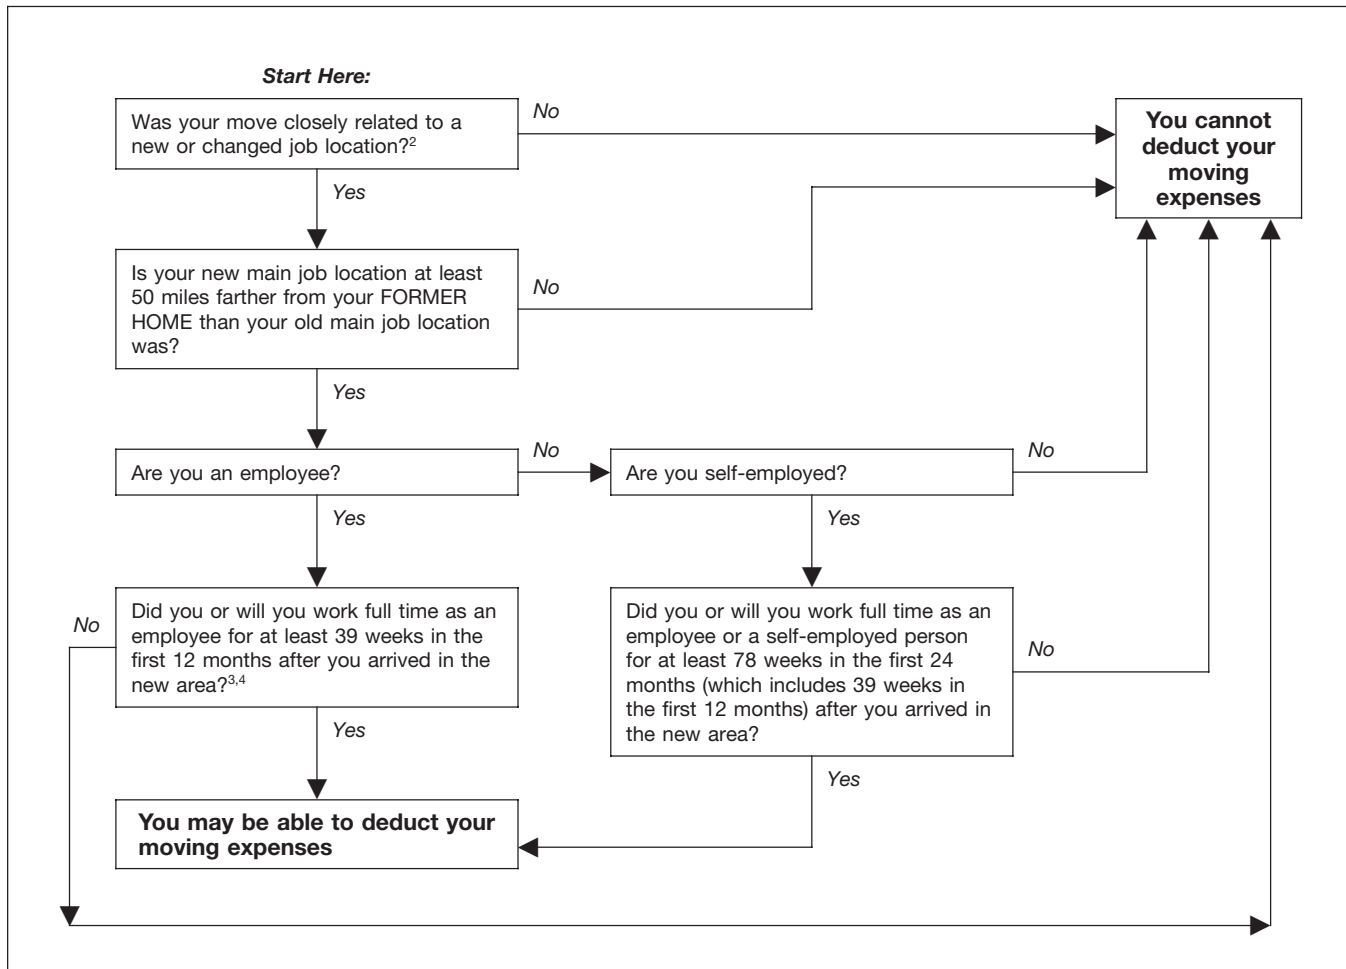 Start Here:
Was your move closely related to a
new or changed job location?2
No
You cannot
deduct your
moving
expenses
Yes
Is your new main job location at least
50 miles farther from your FORMER
HOME than your old main job location
was?
No
Yes
Are you an employee?
No
Are you self-employed?
No
Yes
Yes
No
Did you or will you work full time as an
employee for at least 39 weeks in the
first 12 months after you arrived in the
new area?3,4
Did you or will you work full time as an
employee or a self-employed person
for at least 78 weeks in the first 24
months (which includes 39 weeks in
the first 12 months) after you arrived in
the new area?
No
Yes
Yes
You may be able to deduct your
moving expenses